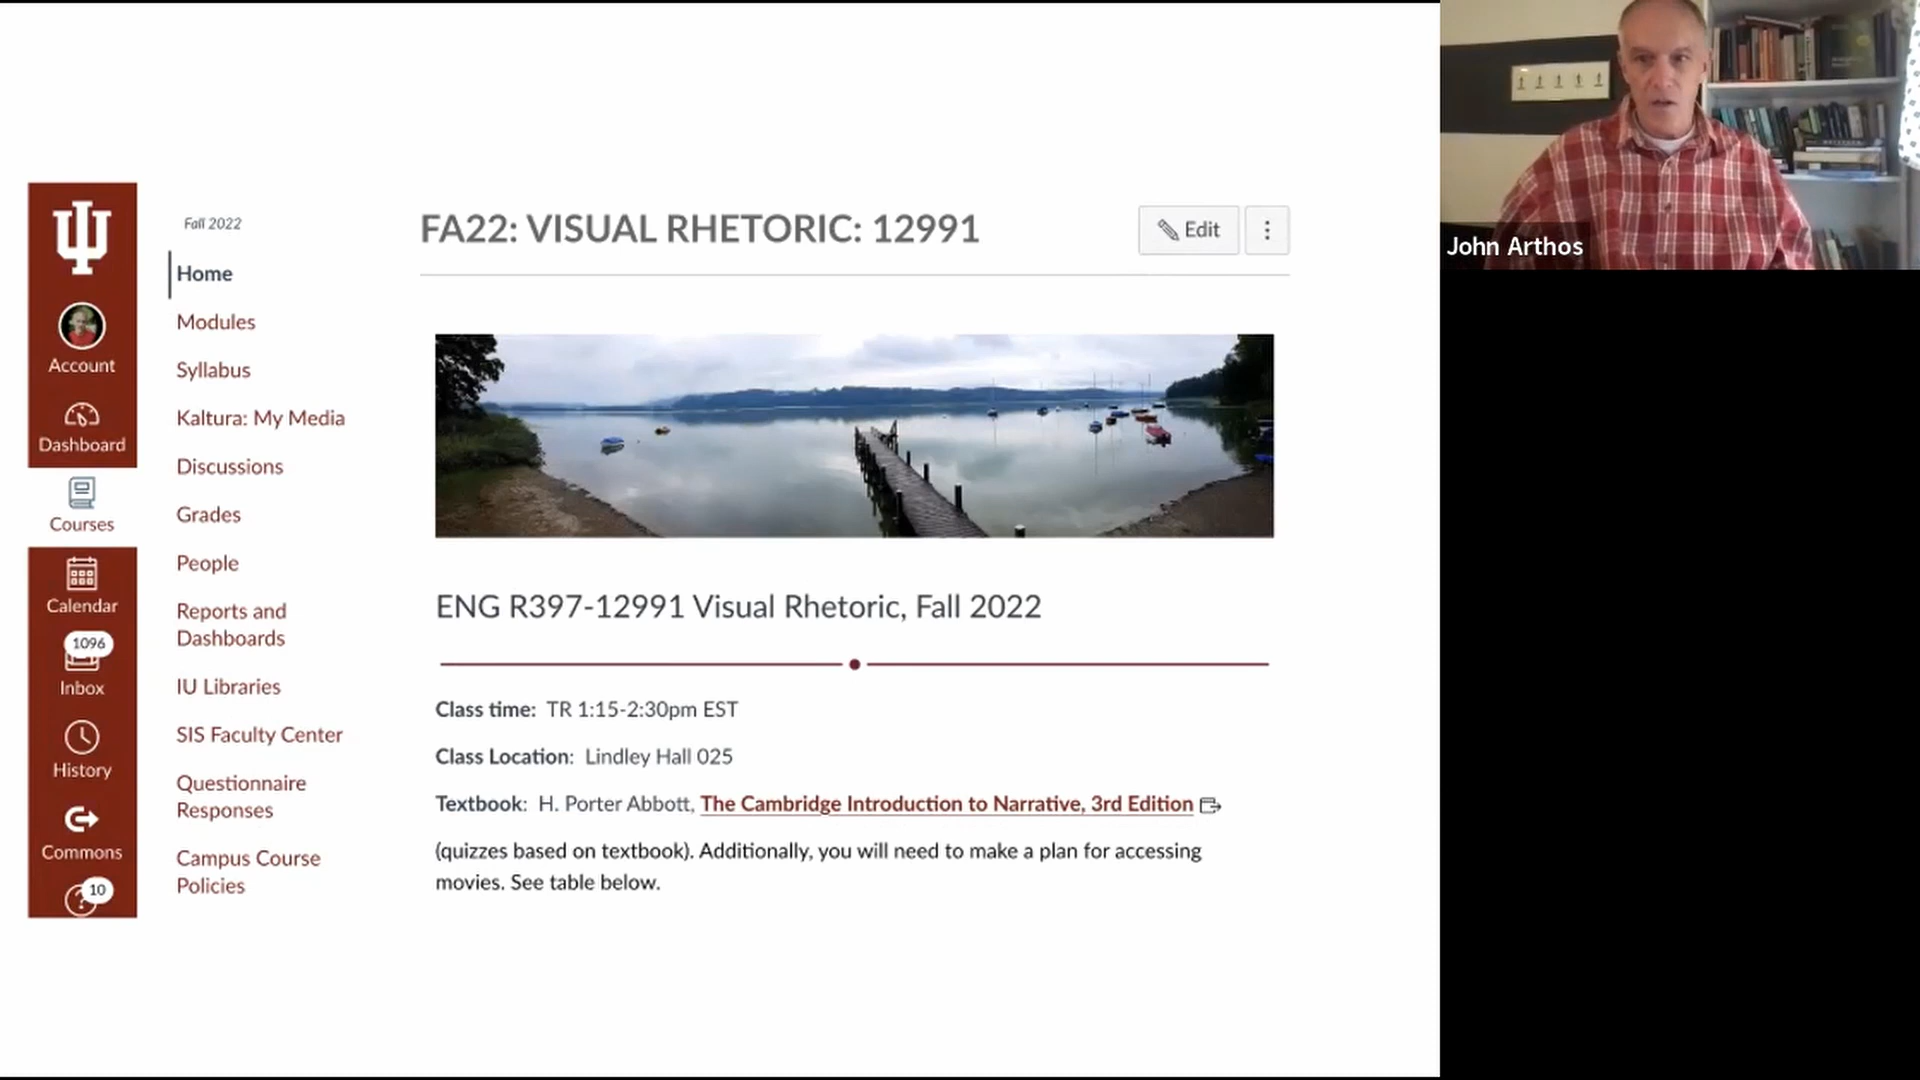 Fall 2022
Account
Dashboard
Courses
Calendar
1096
Inbox
History
Commons
10
Home
Modules
Syllabus
Kaltura: My Media
Discussions
Grades
People
Reports and
Dashboards
IU Libraries
SIS Faculty Center
Questionnaire
Responses
Campus Course
Policies
FA22: VISUAL RHETORIC: 12991
Edit
ENG R397-12991 Visual Rhetoric, Fall 2022
Class time: TR 1:15-2:30pm EST
Class Location: Lindley Hall 025
Textbook: H. Porter Abbott, The Cambridge Introduction to Narrative, 3rd Edition
(quizzes based on textbook). Additionally, you will need to make a plan for accessing
movies. See table below.
John Arthos